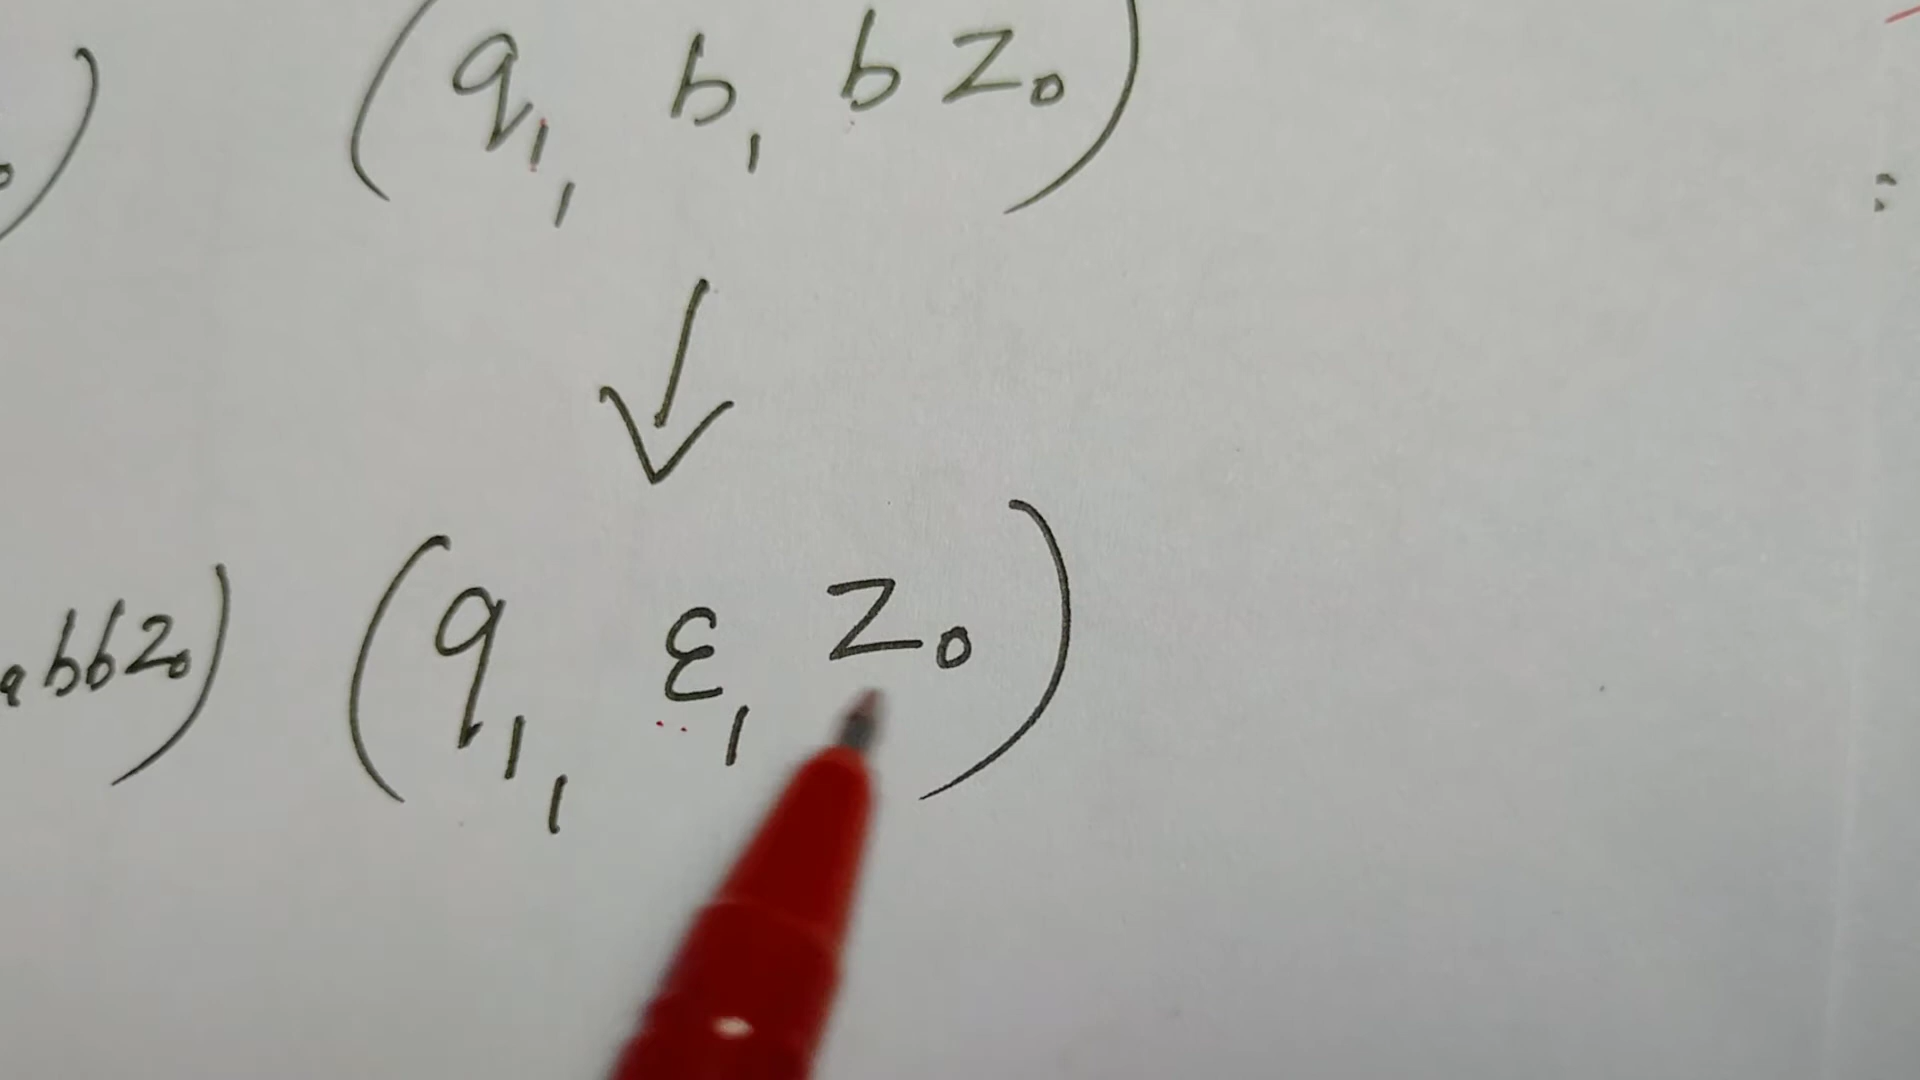 ) (q₁, b, bZ₀)
↓
abbZ₀) (q₁, ε, Z₀)